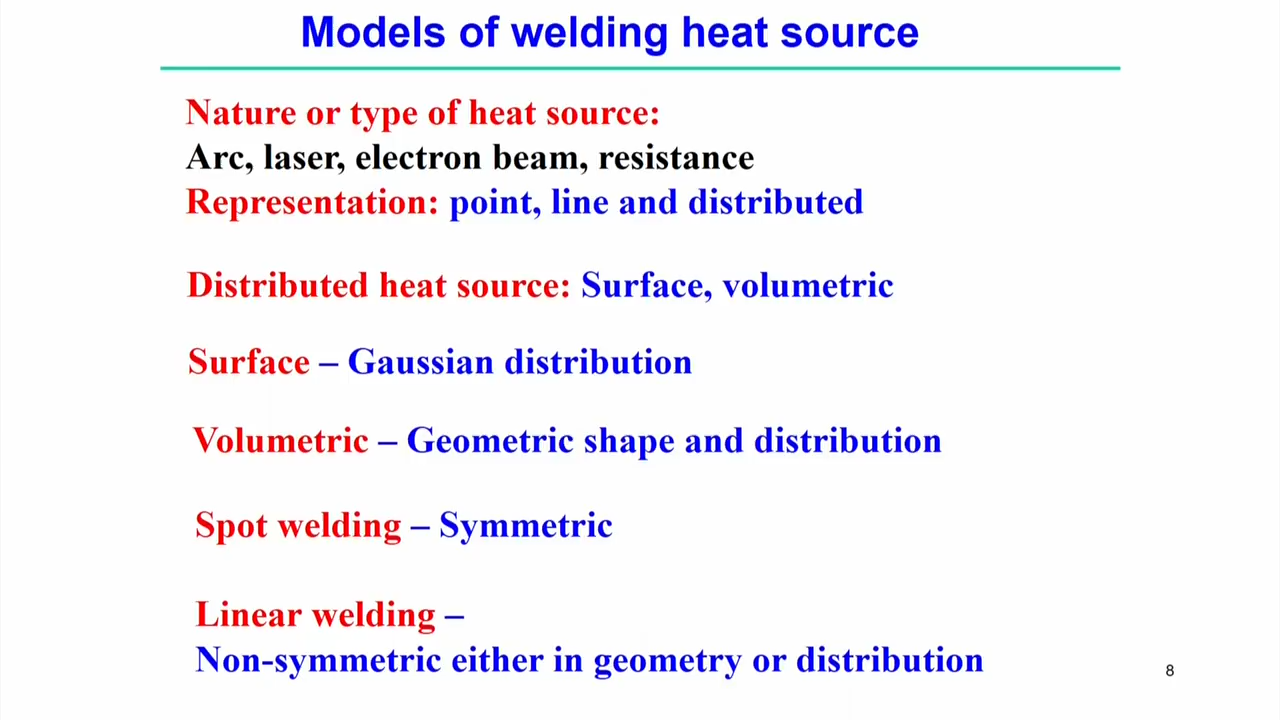 Models of welding heat source
Nature or type of heat source:
Arc, laser, electron beam, resistance
Representation: point, line and distributed
Distributed heat source: Surface, volumetric
Surface – Gaussian distribution
Volumetric – Geometric shape and distribution
Spot welding – Symmetric
Linear welding –
Non-symmetric either in geometry or distribution
8